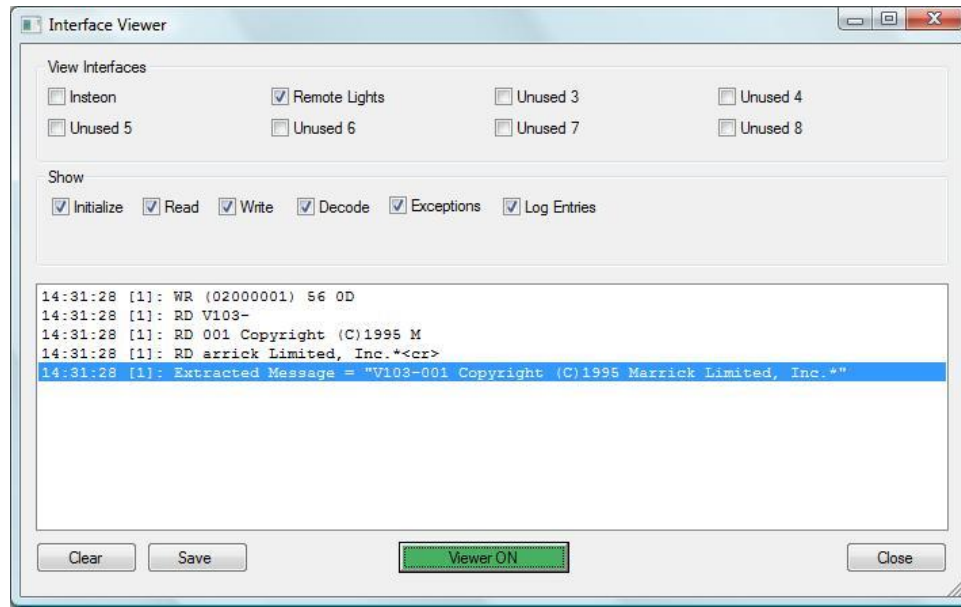 Interface Viewer
View Interfaces
Insteon Remote Lights Unused 3 Unused 4
Unused 5 Unused 6 Unused 7 Unused 8
Show
Initialize Read Write Decode Exceptions Log Entries
14:31:28 [1]: WR (02000001) 56 0D
14:31:28 [1]: RD V103-
14:31:28 [1]: RD 001 Copyright (C)1995 M
14:31:28 [1]: RD arrick Limited, Inc.*<cr>
14:31:28 [1]: Extracted Message = "V103-001 Copyright (C)1995 Marrick Limited, Inc.*"
Clear Save Viewer ON Close